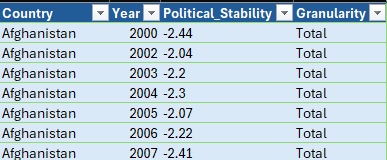 Country Year Political_Stability Granularity
Afghanistan 2000 -2.44 Total
Afghanistan 2002 -2.04 Total
Afghanistan 2003 -2.2 Total
Afghanistan 2004 -2.3 Total
Afghanistan 2005 -2.07 Total
Afghanistan 2006 -2.22 Total
Afghanistan 2007 -2.41 Total